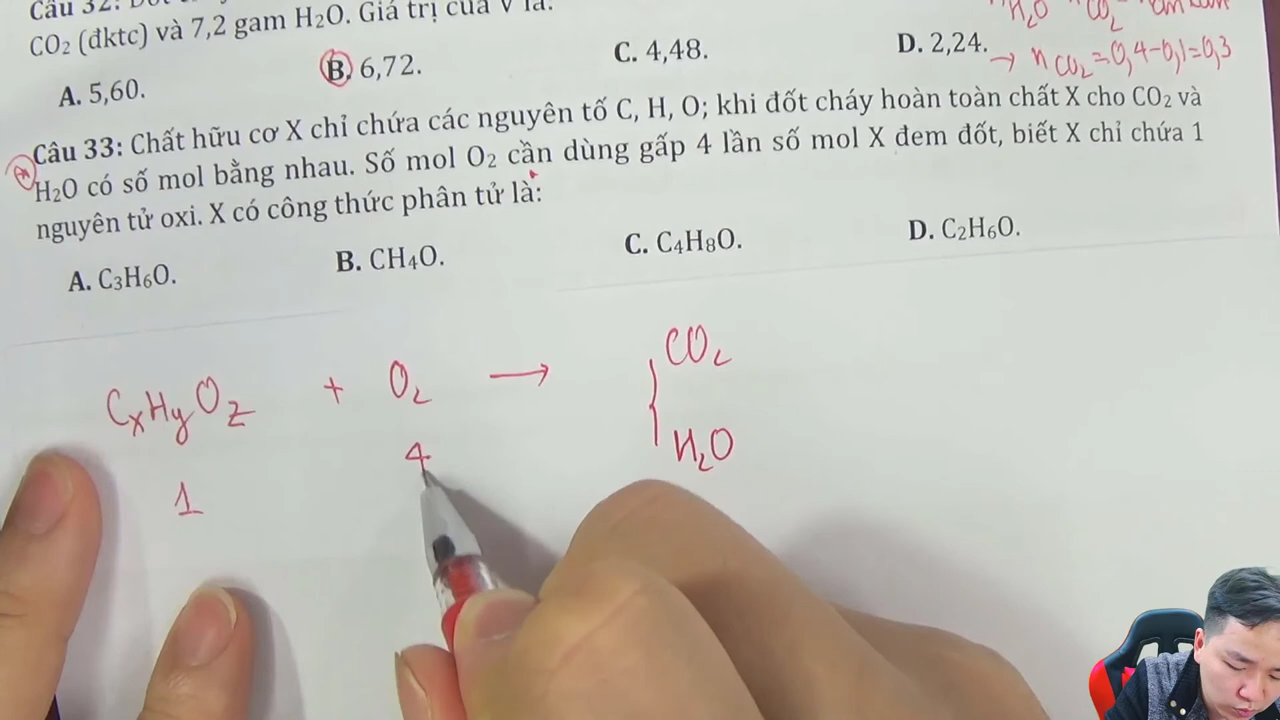 Câu 32:
CO₂ (đktc) và 7,2 gam H₂O. Giá trị của V là:
H₂O CO₂
A. 5,60. B. 6,72. C. 4,48. D. 2,24.
→ nCO₂ = 0,4 - 0,1 = 0,3
Câu 33: Chất hữu cơ X chỉ chứa các nguyên tố C, H, O; khi đốt cháy hoàn toàn chất X cho CO₂ và
H₂O có số mol bằng nhau. Số mol O₂ cần dùng gấp 4 lần số mol X đem đốt, biết X chỉ chứa 1
nguyên tử oxi. X có công thức phân tử là:
A. C₃H₆O. B. CH₄O. C. C₄H₈O. D. C₂H₆O.
CxHyOz + O₂ → { CO₂
H₂O
1 4